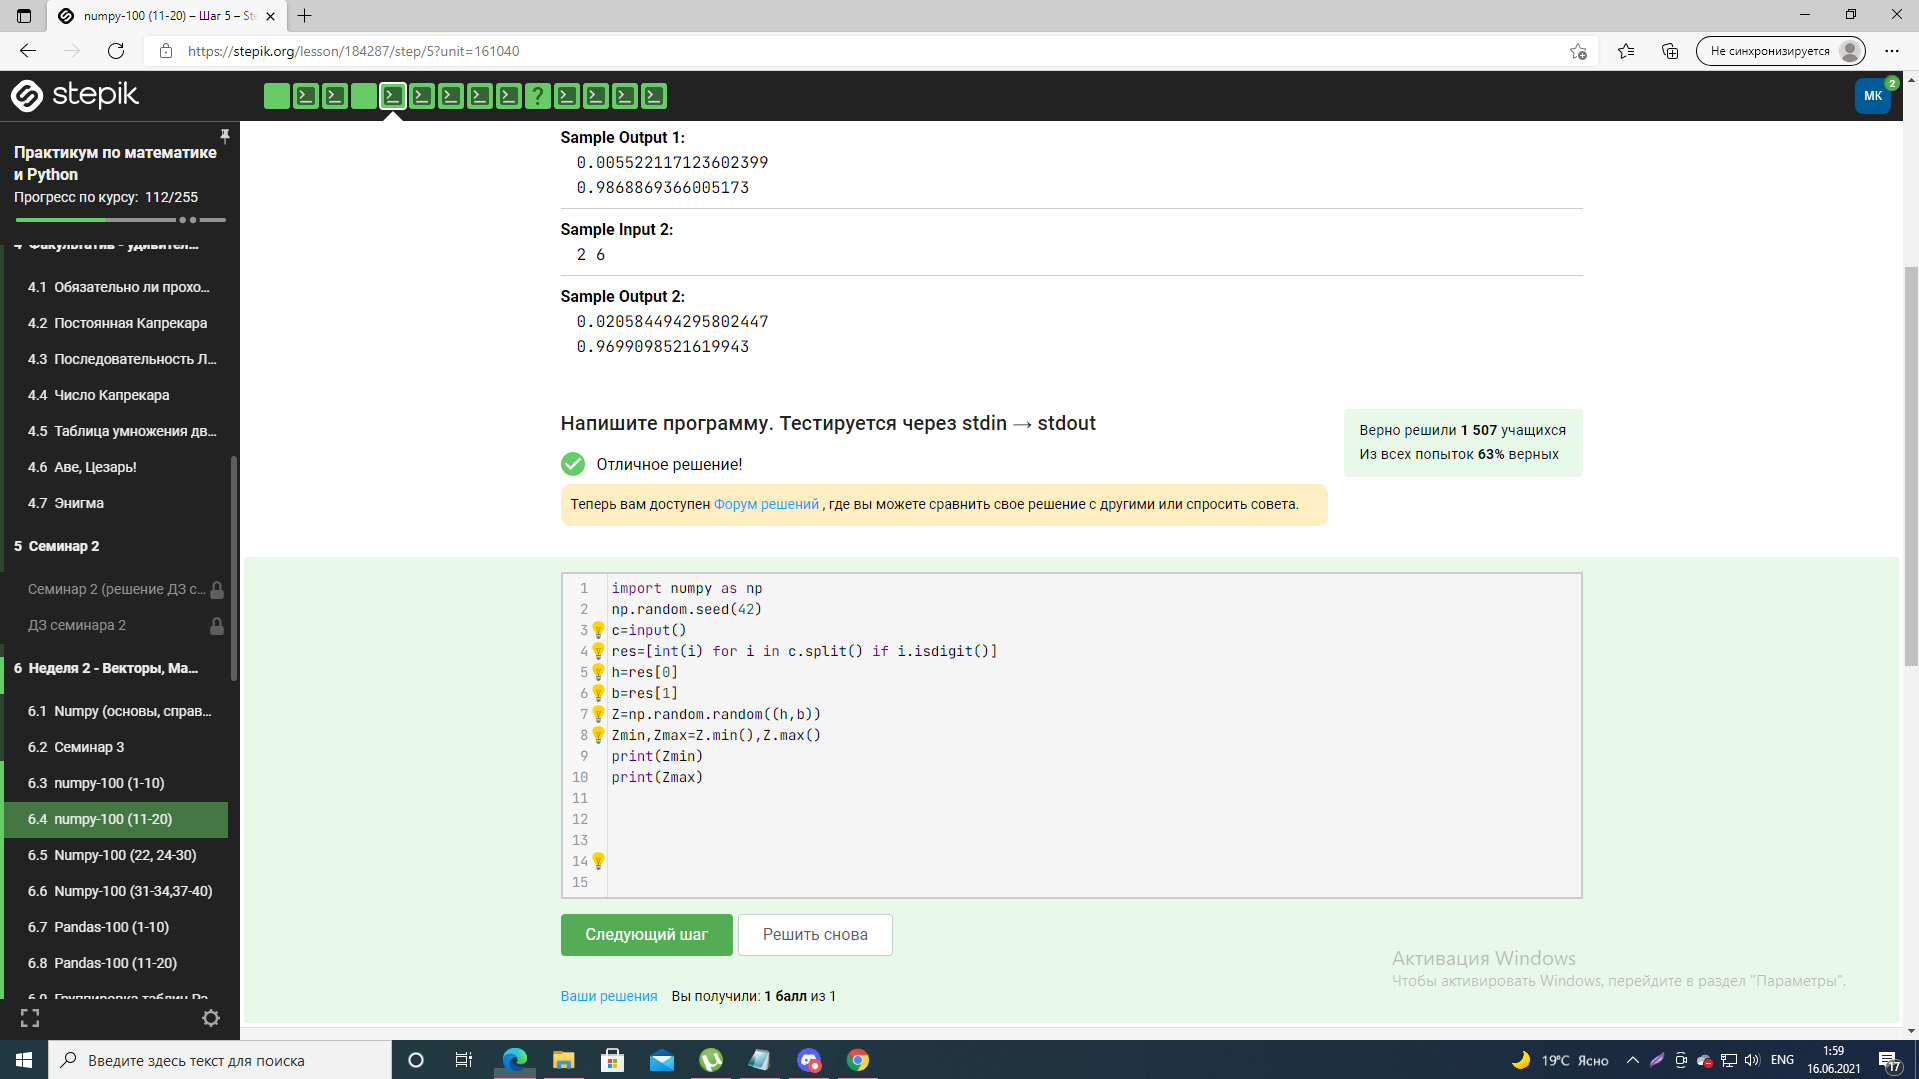 numpy-100 (11-20) – Шаг 5 – Ste
https://stepik.org/lesson/184287/step/5?unit=161040
Не синхронизируется
stepik
?
МК
2
Практикум по математике
и Python
Прогресс по курсу: 112/255
4 Факультатив - удивител...
4.1 Обязательно ли прохо...
4.2 Постоянная Капрекара
4.3 Последовательность Л...
4.4 Число Капрекара
4.5 Таблица умножения дв...
4.6 Аве, Цезарь!
4.7 Энигма
5 Семинар 2
Семинар 2 (решение ДЗ с...
ДЗ семинара 2
6 Неделя 2 - Векторы, Ма...
6.1 Numpy (основы, справ...
6.2 Семинар 3
6.3 numpy-100 (1-10)
6.4 numpy-100 (11-20)
6.5 Numpy-100 (22, 24-30)
6.6 Numpy-100 (31-34,37-40)
6.7 Pandas-100 (1-10)
6.8 Pandas-100 (11-20)
6.9 Группировка таблиц Pa...
Sample Output 1:
0.005522117123602399
0.9868869366005173
Sample Input 2:
2 6
Sample Output 2:
0.020584494295802447
0.9699098521619943
Напишите программу. Тестируется через stdin → stdout
Верно решили 1 507 учащихся
Из всех попыток 63% верных
Отличное решение!
Теперь вам доступен Форум решений , где вы можете сравнить свое решение с другими или спросить совета.
1 import numpy as np
2 np.random.seed(42)
3 c=input()
4 res=[int(i) for i in c.split() if i.isdigit()]
5 h=res[0]
6 b=res[1]
7 Z=np.random.random((h,b))
8 Zmin,Zmax=Z.min(),Z.max()
9 print(Zmin)
10 print(Zmax)
11
12
13
14
15
Следующий шаг
Решить снова
Ваши решения Вы получили: 1 балл из 1
Активация Windows
Чтобы активировать Windows, перейдите в раздел "Параметры".
Введите здесь текст для поиска
19°C Ясно
ENG
1:59
16.06.2021
17